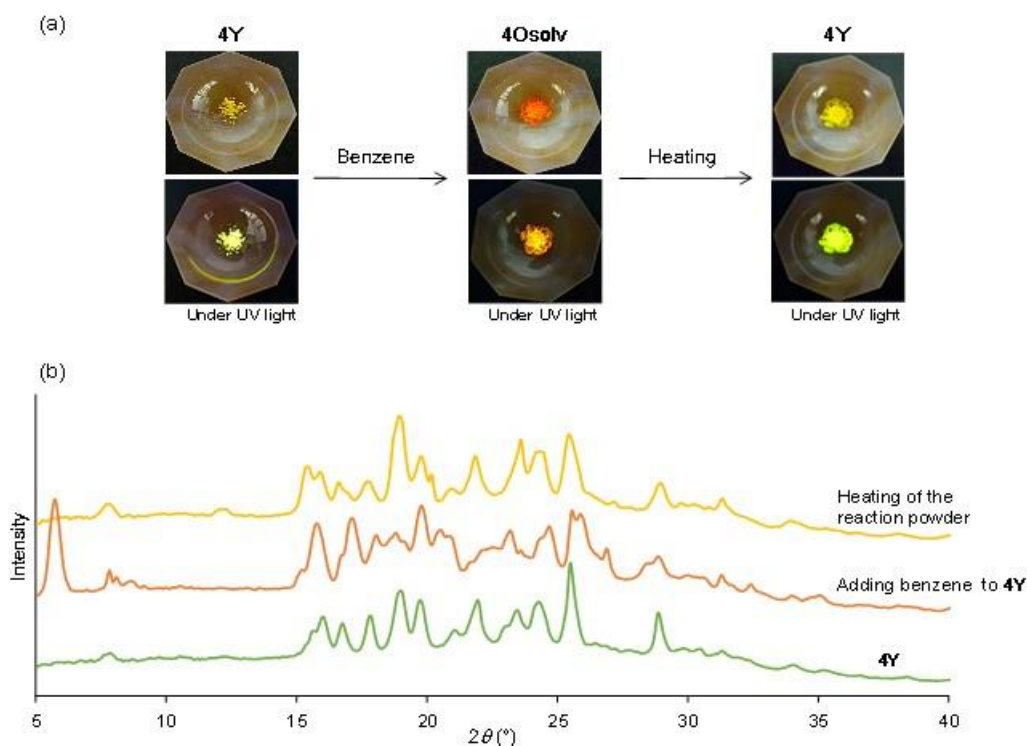 (a)
4Y
4Osolv
4Y
Benzene
Heating
Under UV light
Under UV light
Under UV light
(b)
Intensity
Heating of the
reaction powder
Adding benzene to 4Y
4Y
5
10
15
20
25
30
35
40
2θ (°)